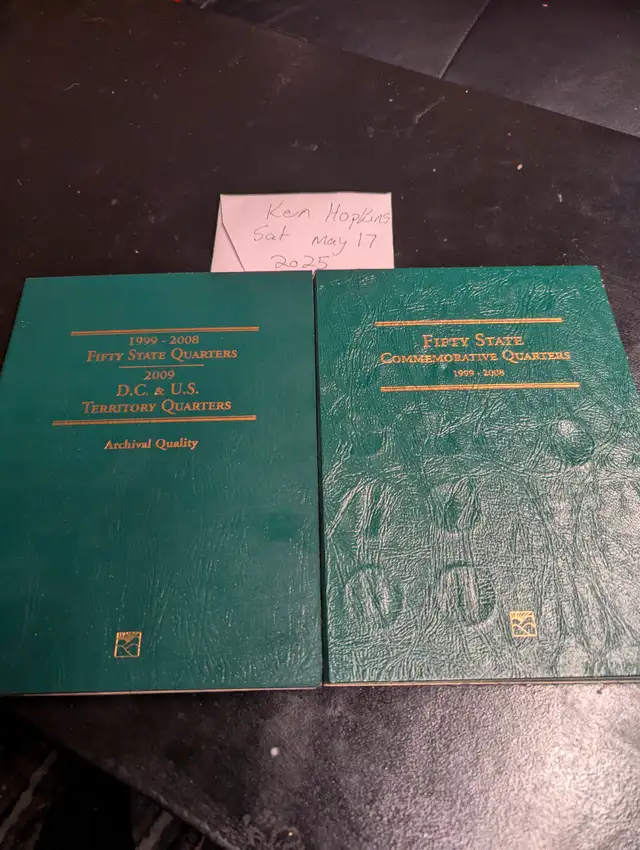 Ken Hopkins
Sat May 17
2025
1999 - 2008
Fifty State Quarters
2009
D.C. & U.S.
Territory Quarters
Archival Quality
Fifty State
Commemorative Quarters
1999 - 2008